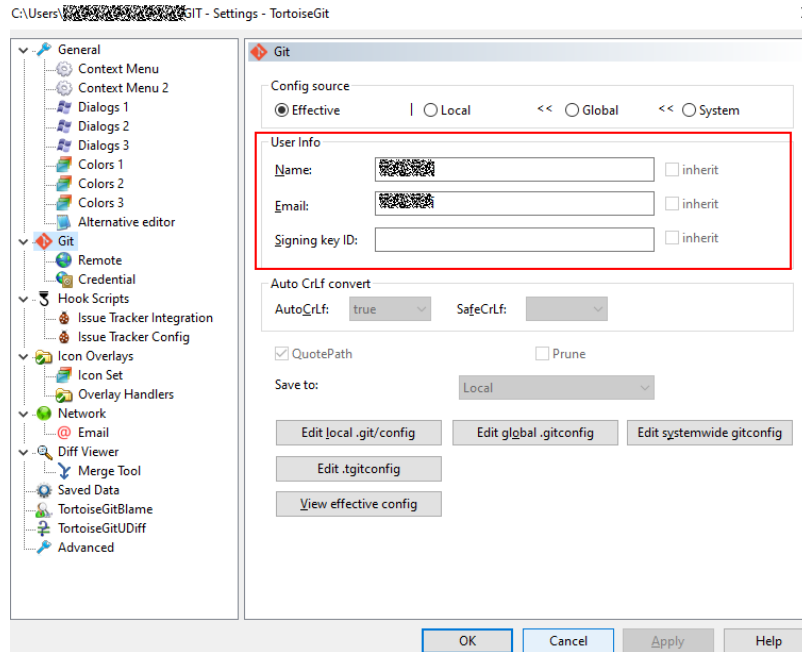 C:\Users\GIT - Settings - TortoiseGit
General
Context Menu
Context Menu 2
Dialogs 1
Dialogs 2
Dialogs 3
Colors 1
Colors 2
Colors 3
Alternative editor
Git
Remote
Credential
Hook Scripts
Issue Tracker Integration
Issue Tracker Config
Icon Overlays
Icon Set
Overlay Handlers
Network
Email
Diff Viewer
Merge Tool
Saved Data
TortoiseGitBlame
TortoiseGitUDiff
Advanced
Git
Config source
Effective | Local << Global << System
User Info
Name: inherit
Email: inherit
Signing key ID: inherit
Auto CrLf convert
AutoCrLf: true SafeCrLf:
QuotePath Prune
Save to: Local
Edit local .git/config Edit global .gitconfig Edit systemwide gitconfig
Edit .tgitconfig
View effective config
OK Cancel Apply Help